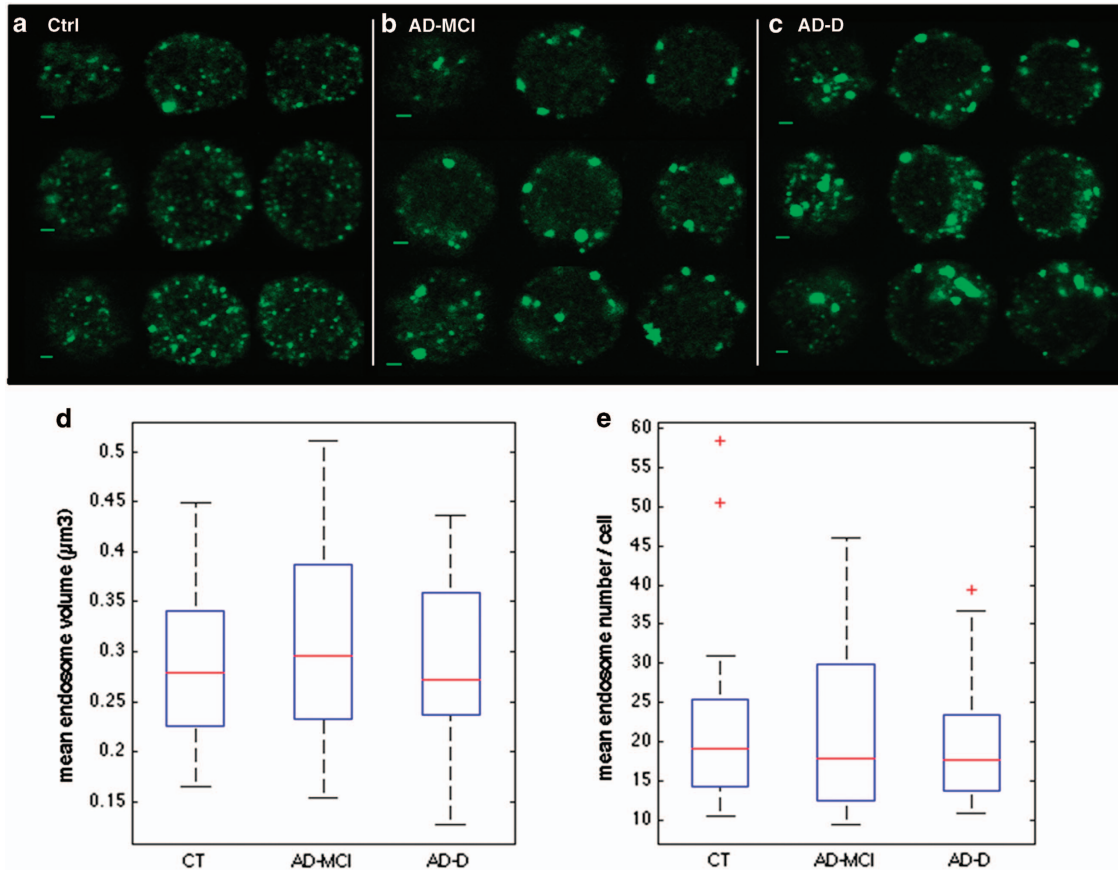 a Ctrl
b AD-MCI
c AD-D
d
mean endosome volume (µm3)
0.5
0.45
0.4
0.35
0.3
0.25
0.2
0.15
CT
AD-MCI
AD-D
e
mean endosome number / cell
60
55
50
45
40
35
30
25
20
15
10
CT
AD-MCI
AD-D